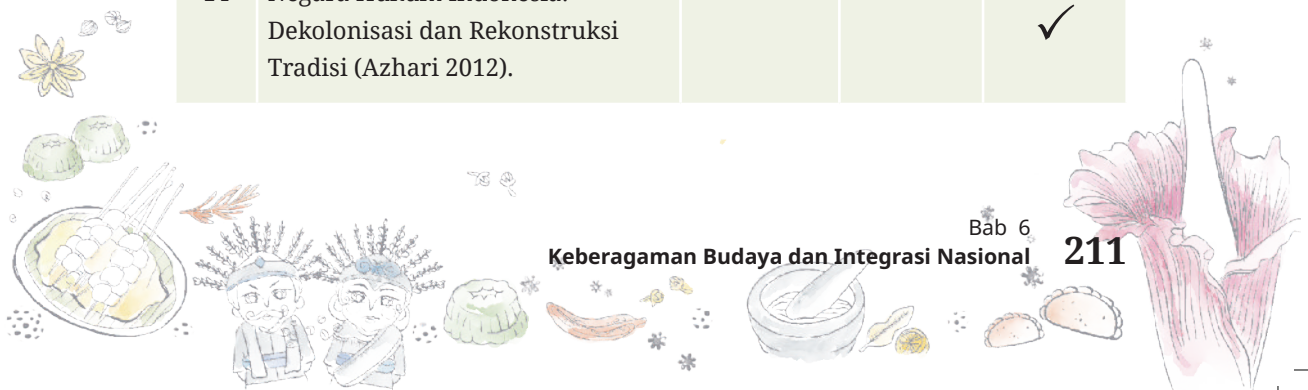 Dekolonisasi dan Rekonstruksi
Tradisi (Azhari 2012).
✓
Bab 6
Keberagaman Budaya dan Integrasi Nasional 211